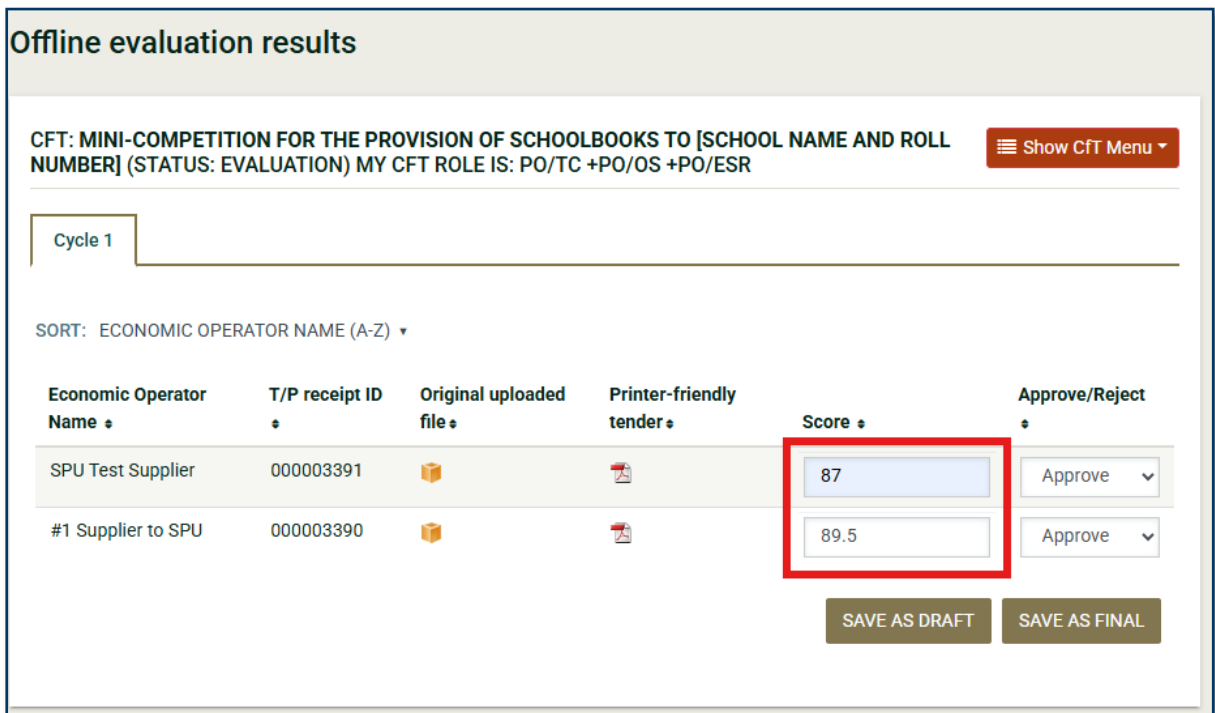 Offline evaluation results
CFT: MINI-COMPETITION FOR THE PROVISION OF SCHOOLBOOKS TO [SCHOOL NAME AND ROLL
NUMBER] (STATUS: EVALUATION) MY CFT ROLE IS: PO/TC +PO/OS +PO/ESR
Show CfT Menu
Cycle 1
SORT: ECONOMIC OPERATOR NAME (A-Z)
Economic Operator T/P receipt ID Original uploaded Printer-friendly Approve/Reject
Name file tender Score
SPU Test Supplier 000003391 87 Approve
#1 Supplier to SPU 000003390 89.5 Approve
SAVE AS DRAFT SAVE AS FINAL